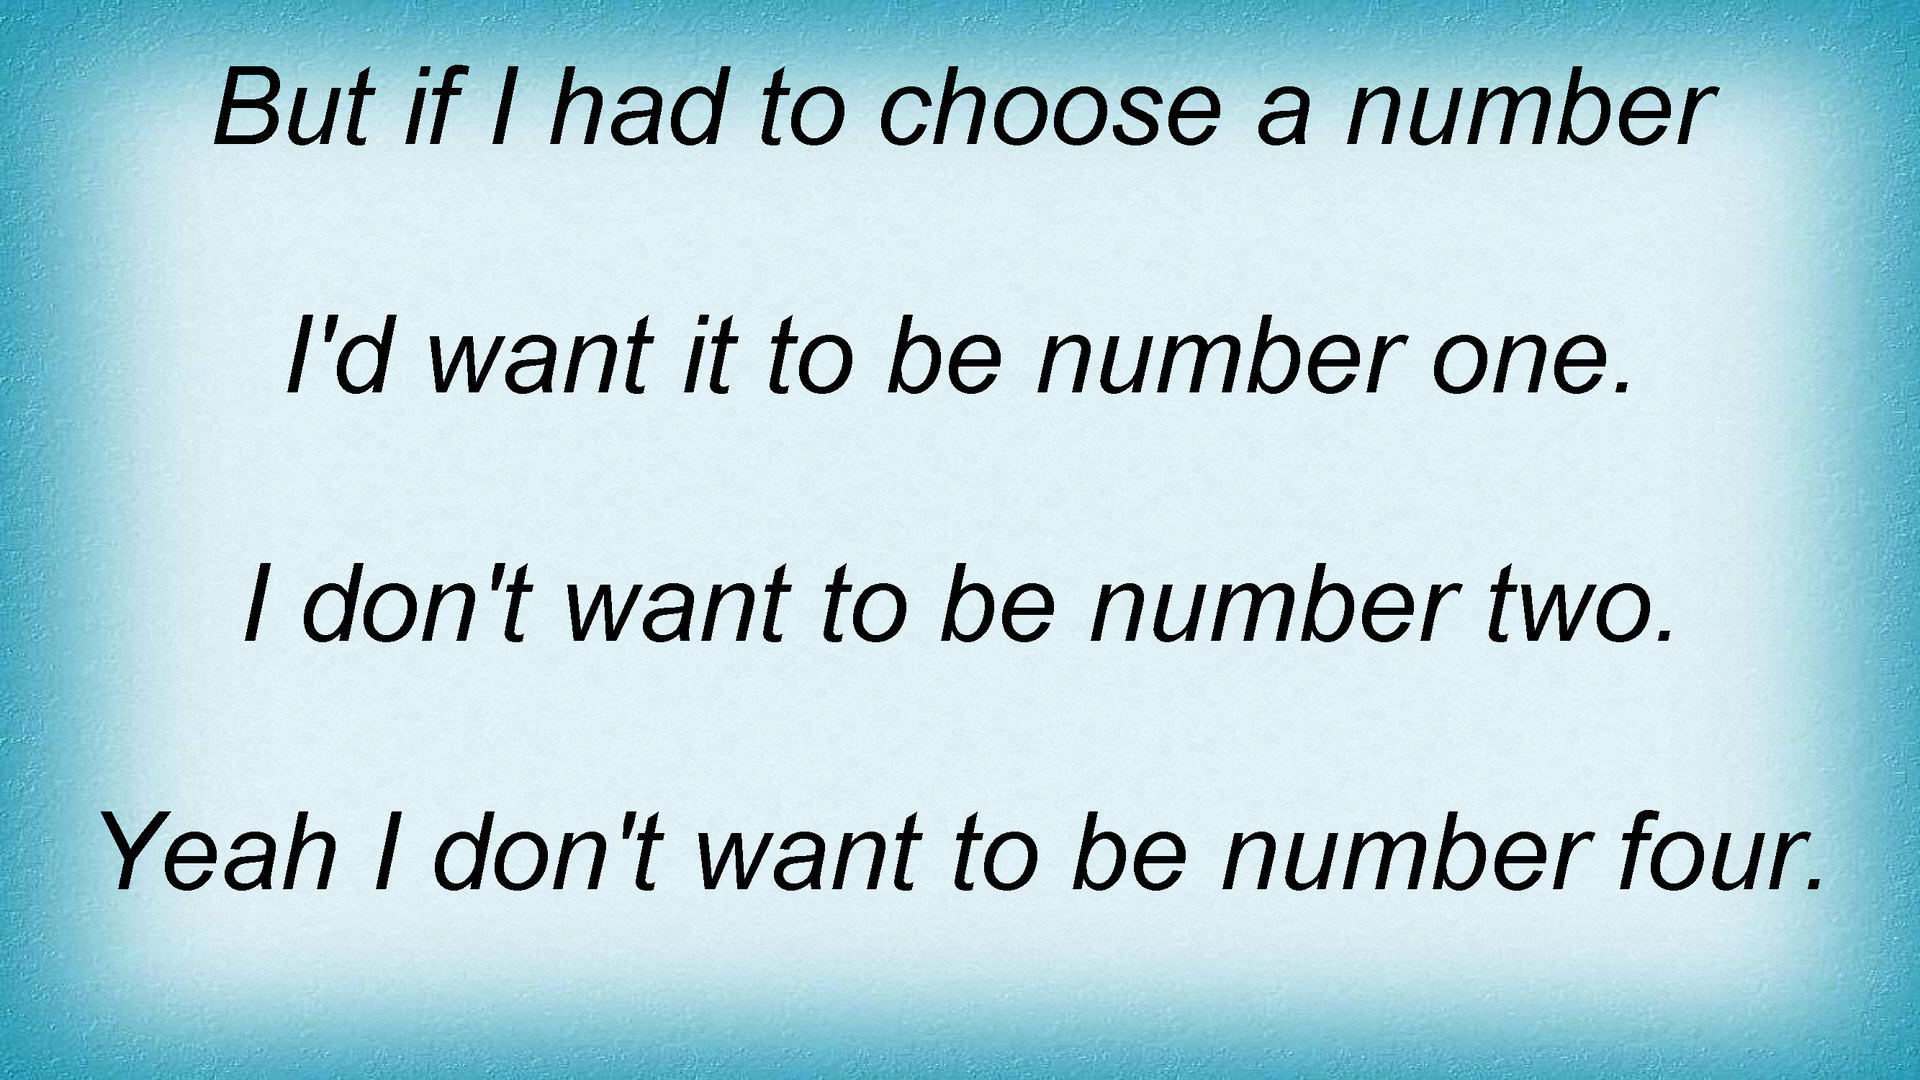 But if I had to choose a number
I'd want it to be number one.
I don't want to be number two.
Yeah I don't want to be number four.